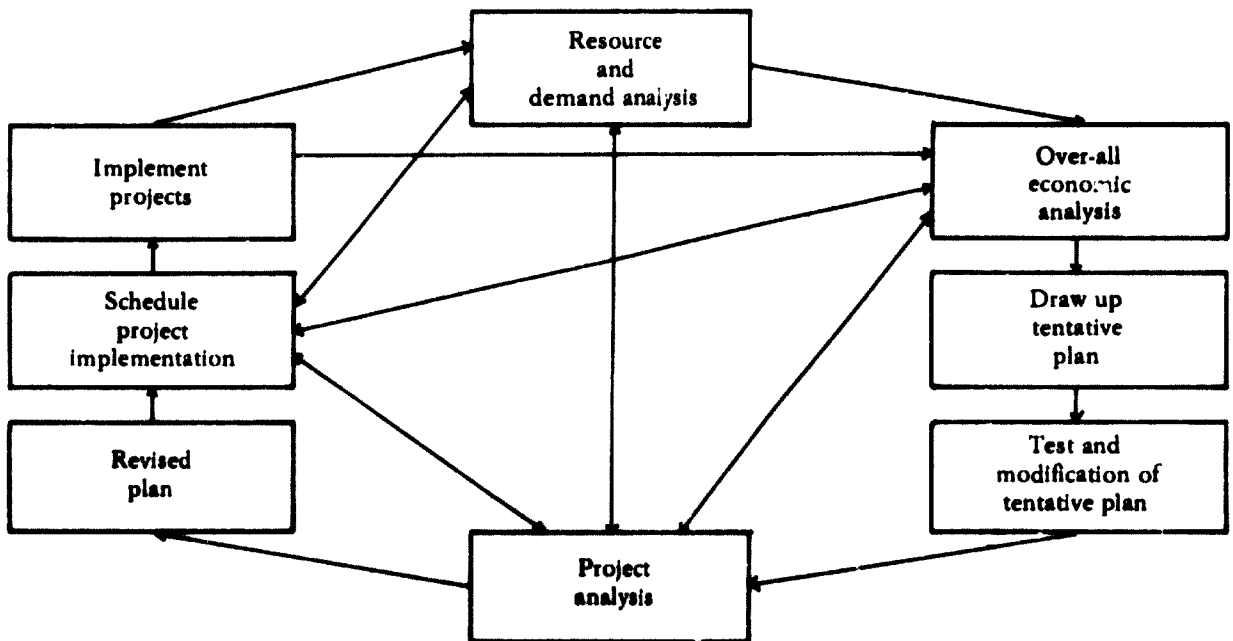 Resource
and
demand analysis
Implement
projects
Over-all
economic
analysis
Schedule
project
implementation
Draw up
tentative
plan
Revised
plan
Test and
modification of
tentative plan
Project
analysis